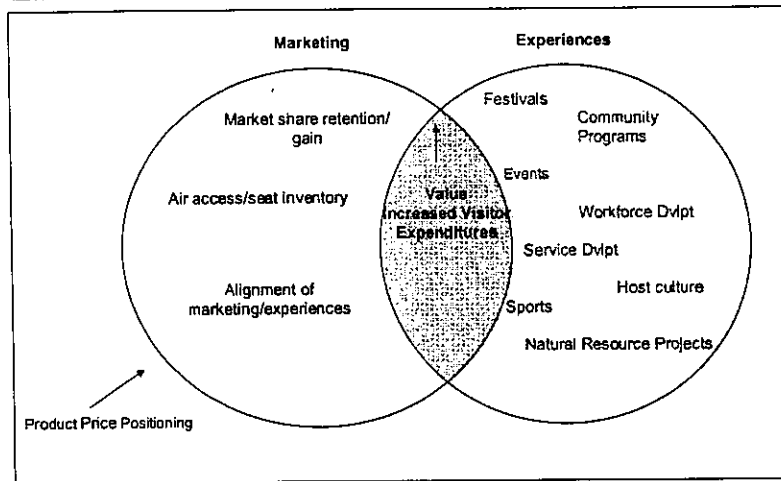 Marketing
Experiences
Market share retention/
gain
Air access/seat inventory
Alignment of
marketing/experiences
Product Price Positioning
Value
Increased Visitor
Expenditures
Festivals
Community
Programs
Events
Workforce Dvlpt
Service Dvlpt
Host culture
Sports
Natural Resource Projects